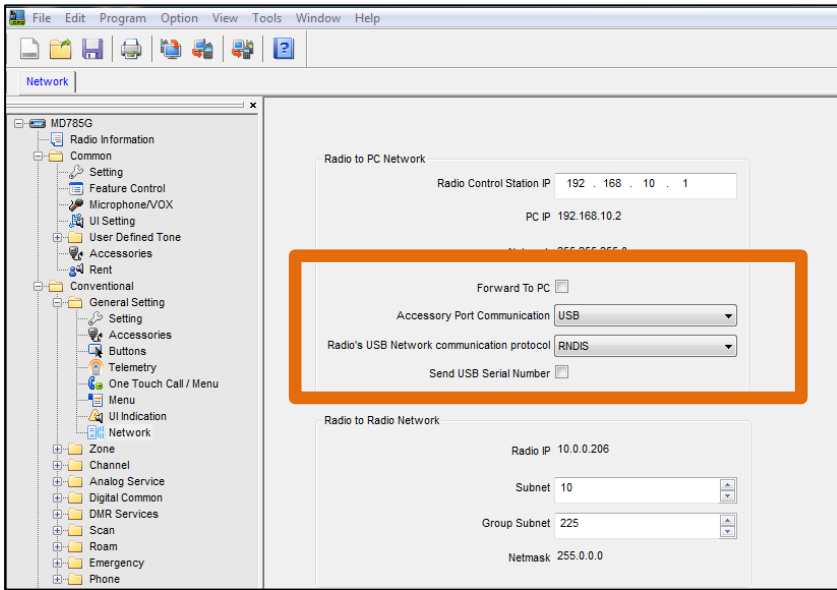 File Edit Program Option View Tools Window Help
Network
MD785G
Radio Information
Common
Setting
Feature Control
Microphone/VOX
UI Setting
User Defined Tone
Accessories
Rent
Conventional
General Setting
Setting
Accessories
Buttons
Telemetry
One Touch Call / Menu
Menu
UI Indication
Network
Zone
Channel
Analog Service
Digital Common
DMR Services
Scan
Roam
Emergency
Phone
Radio to PC Network
Radio Control Station IP 192 . 168 . 10 . 1
PC IP 192.168.10.2
Forward To PC
Accessory Port Communication USB
Radio's USB Network communication protocol RNDIS
Send USB Serial Number
Radio to Radio Network
Radio IP 10.0.0.206
Subnet 10
Group Subnet 225
Netmask 255.0.0.0